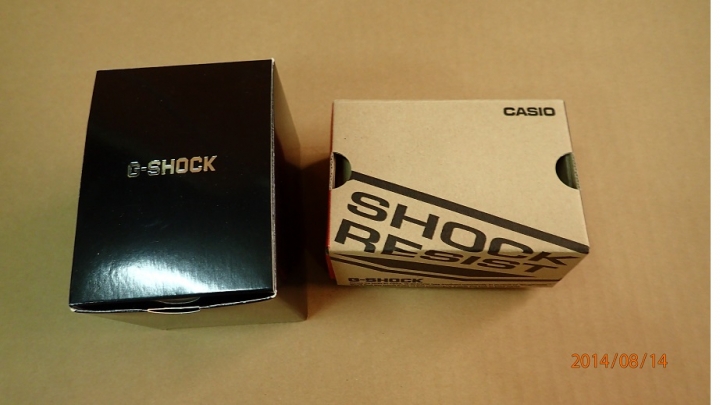 G-SHOCK
CASIO
SHOCK
RESIST
G-SHOCK
2014/08/14